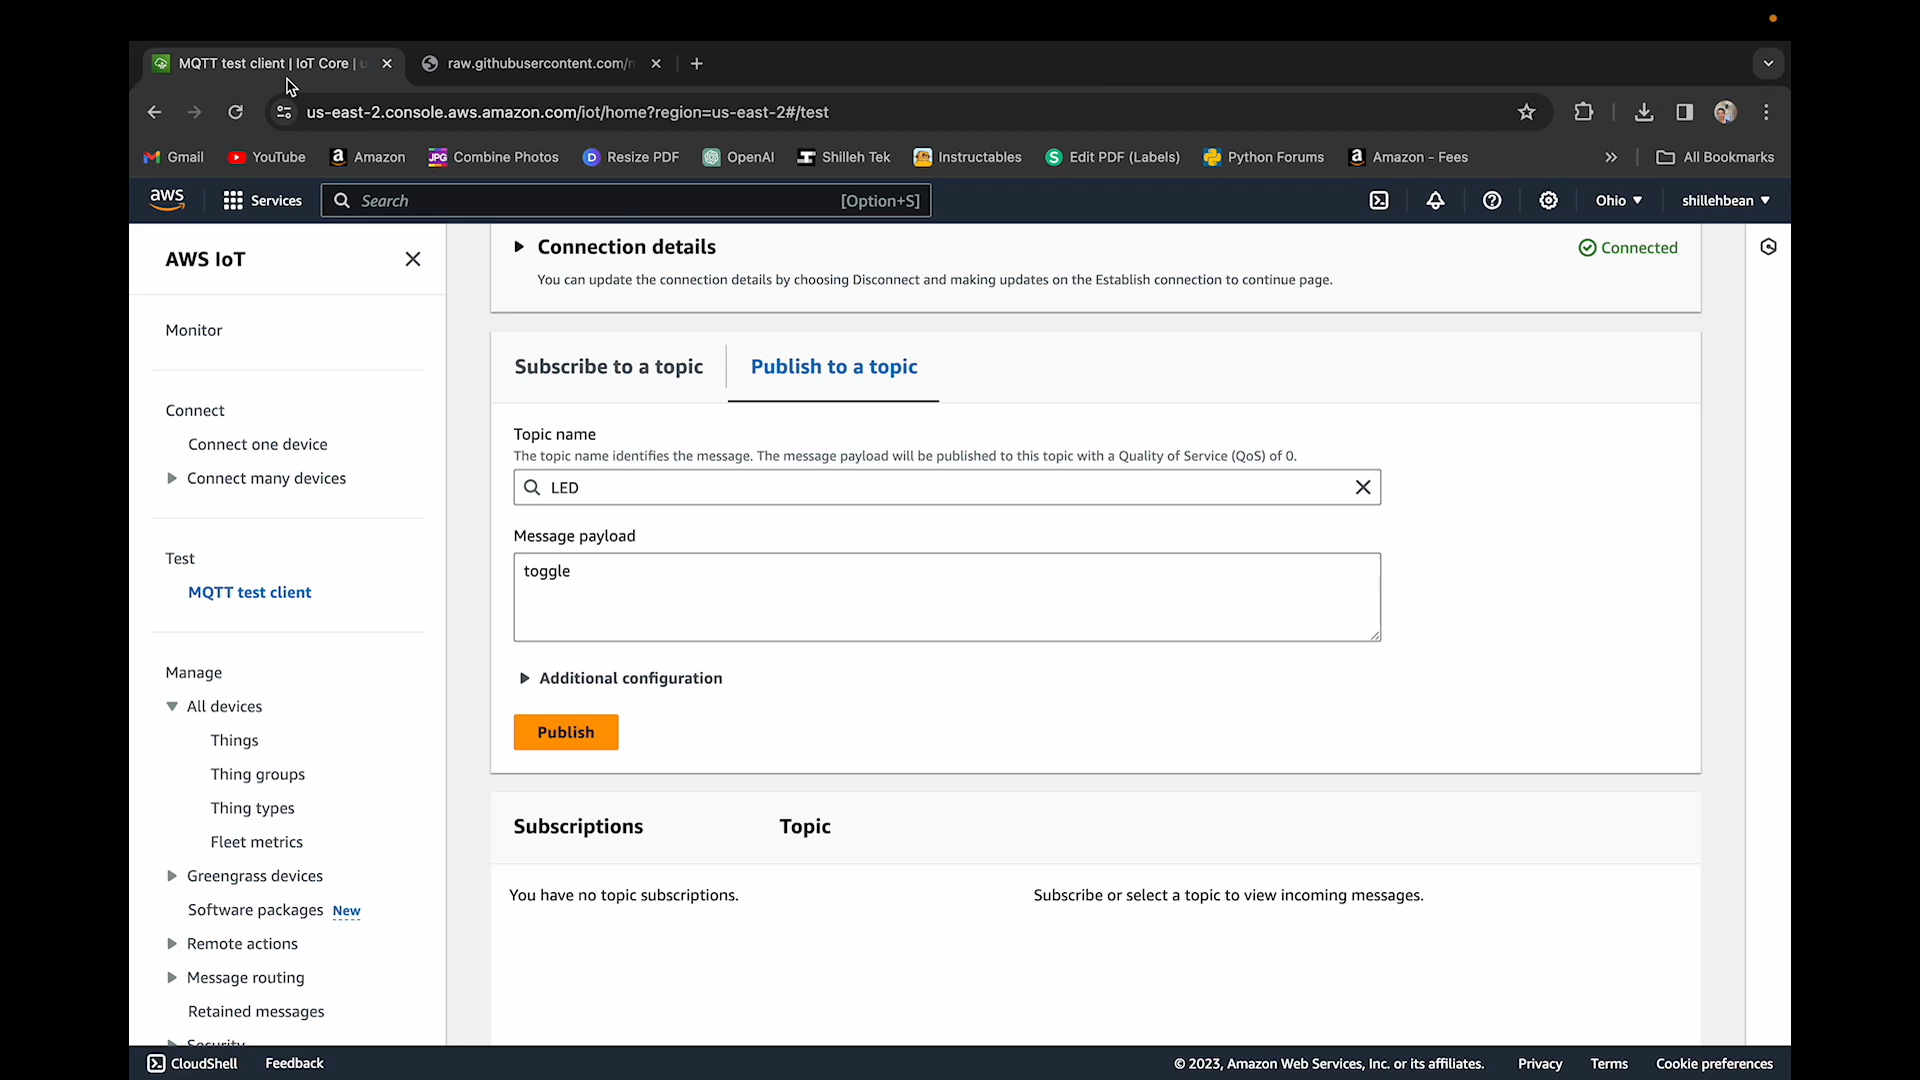 MQTT test client | IoT Core | u
raw.githubusercontent.com/n
us-east-2.console.aws.amazon.com/iot/home?region=us-east-2#/test
Gmail
YouTube
a Amazon
JPG Combine Photos
D Resize PDF
OpenAI
Shilleh Tek
Instructables
S Edit PDF (Labels)
Python Forums
a Amazon - Fees
All Bookmarks
aws
Services
Search
[Option+S]
Ohio
shillehbean
AWS IoT
Monitor
Connect
Connect one device
Connect many devices
Test
MQTT test client
Manage
All devices
Things
Thing groups
Thing types
Fleet metrics
Greengrass devices
Software packages New
Remote actions
Message routing
Retained messages
Security
Connection details
Connected
You can update the connection details by choosing Disconnect and making updates on the Establish connection to continue page.
Subscribe to a topic
Publish to a topic
Topic name
The topic name identifies the message. The message payload will be published to this topic with a Quality of Service (QoS) of 0.
LED
Message payload
toggle
Additional configuration
Publish
Subscriptions
Topic
You have no topic subscriptions.
Subscribe or select a topic to view incoming messages.
CloudShell
Feedback
© 2023, Amazon Web Services, Inc. or its affiliates.
Privacy
Terms
Cookie preferences